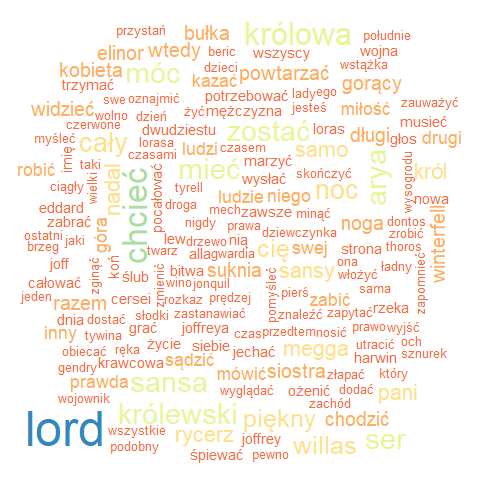 przystań
bułka
królowa
południe
elinor
wtedy
beric
wszyscy
wojna
kobieta
móc
dzieci
wstążka
trzymać
kazać
powtarzać
gorący
swe
oznajmić
potrzebować
ladyego
zauważyć
widzieć
wolno
dzień
żyć
mężczyzna
jesteś
miłość
musieć
czerwone
dwudziestu
zostać
loras
długi
głos
drugi
myśleć
imię
cały
lorasa
ludzi
czasem
samo
wysogrodu
robić
taki
czasami
mieć
marzyć
skończyć
arya
król
ciągły
wielki
nadal
chcieć
pocałować
tyrell
wysłać
noc
nowa
eddard
droga
ludzie
niego
winterfell
zabrać
góra
mech
zawsze
minąć
noga
dontos
ostatni
jaki
nigdy
prawa
dziewczynka
zrobić
brzeg
lew
drzewo
nią
cię
swej
strona
thoros
joff
koń
twarz
allagwardia
ona
ładny
zapomnieć
całować
zginąć
ślub
zmienić
bitwa
suknia
sansy
włożyć
jeden
wino
jonquil
pomyśleć
pierś
sama
razem
cersei
rozkaz
prędzej
zabić
dnia
dostać
słodki
zastanawiać
znaleźć
zapytać
rzeka
inny
tywina
grać
joffreya
czas
przedtem
nosić
prawo
wyjść
obiecać
ręka
życie
siebie
jechać
megga
utracić
och
gendry
krawcowa
sądzić
harwin
sznurek
prawda
sansa
mówić
siostra
złapać
który
wojownik
wyglądać
ożenić
dodać
pani
lord
królewski
piękny
zachód
chodzić
wszystkie
rycerz
joffrey
willas
ser
podobny
śpiewać
pewno